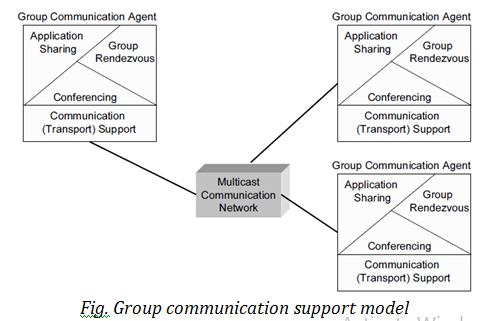 Group Communication Agent
Application
Sharing
Group
Rendezvous
Conferencing
Communication
(Transport) Support
Group Communication Agent
Application
Sharing
Group
Rendezvous
Conferencing
Communication
(Transport) Support
Multicast
Communication
Network
Group Communication Agent
Application
Sharing
Group
Rendezvous
Conferencing
Communication
(Transport) Support
Fig. Group communication support model